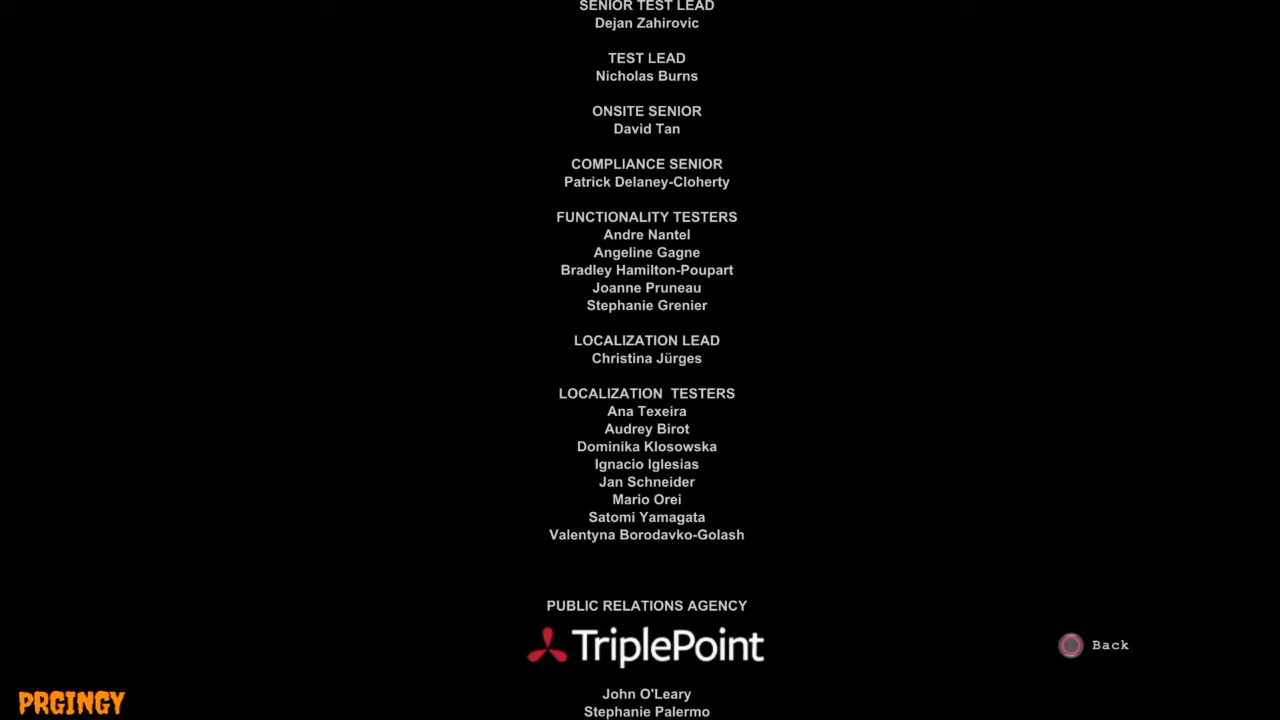 SENIOR TEST LEAD
Dejan Zahirovic
TEST LEAD
Nicholas Burns
ONSITE SENIOR
David Tan
COMPLIANCE SENIOR
Patrick Delaney-Cloherty
FUNCTIONALITY TESTERS
Andre Nantel
Angeline Gagne
Bradley Hamilton-Poupart
Joanne Pruneau
Stephanie Grenier
LOCALIZATION LEAD
Christina Jürges
LOCALIZATION TESTERS
Ana Texeira
Audrey Birot
Dominika Klosowska
Ignacio Iglesias
Jan Schneider
Mario Orei
Satomi Yamagata
Valentyna Borodavko-Golash
PUBLIC RELATIONS AGENCY
TriplePoint
Back
John O'Leary
Stephanie Palermo
PRGINGY